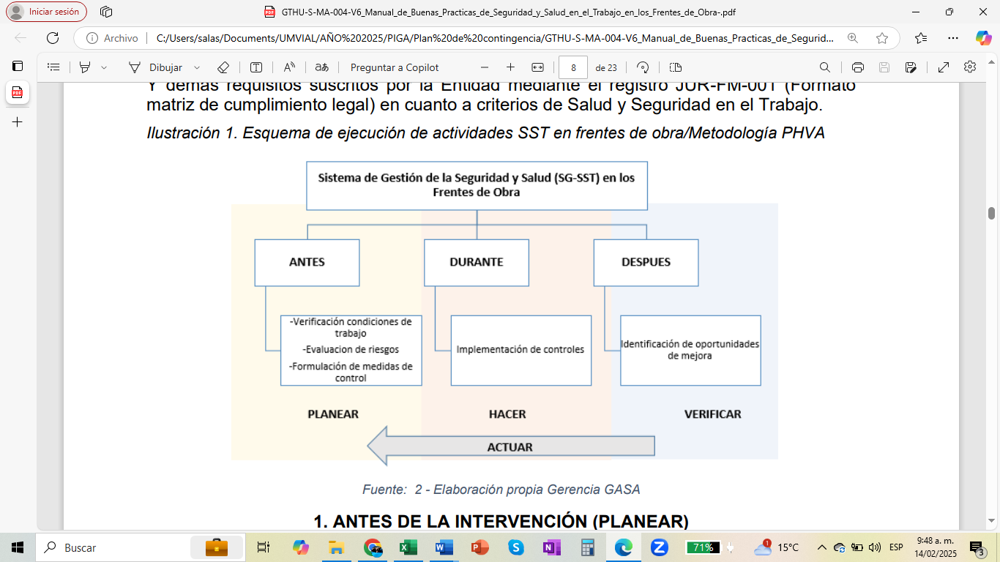 Iniciar sesión
GTHU-S-MA-004-V6_Manual_de_Buenas_Practicas_de_Seguridad_y_Salud_en_el_Trabajo_en_los_Frentes_de_Obra-.pdf
Archivo
C:/Users/salas/Documents/UMVIAL/AÑO%202025/PIGA/Plan%20de%20contingencia/GTHU-S-MA-004-V6_Manual_de_Buenas_Practicas_de_Segurid...
Dibujar
Preguntar a Copilot
8
de 23
Y demás requisitos suscritos por la Entidad mediante el registro JUR-FM-001 (Formato
matriz de cumplimiento legal) en cuanto a criterios de Salud y Seguridad en el Trabajo.
Ilustración 1. Esquema de ejecución de actividades SST en frentes de obra/Metodología PHVA
Sistema de Gestión de la Seguridad y Salud (SG-SST) en los
Frentes de Obra
ANTES
DURANTE
DESPUES
-Verificación condiciones de
trabajo
-Evaluacion de riesgos
-Formulación de medidas de
control
Implementación de controles
Identificación de oportunidades
de mejora
PLANEAR
HACER
VERIFICAR
ACTUAR
Fuente: 2 - Elaboración propia Gerencia GASA
1. ANTES DE LA INTERVENCIÓN (PLANEAR)
Buscar
71%
1
15°C
ESP
9:48 a. m.
14/02/2025
3